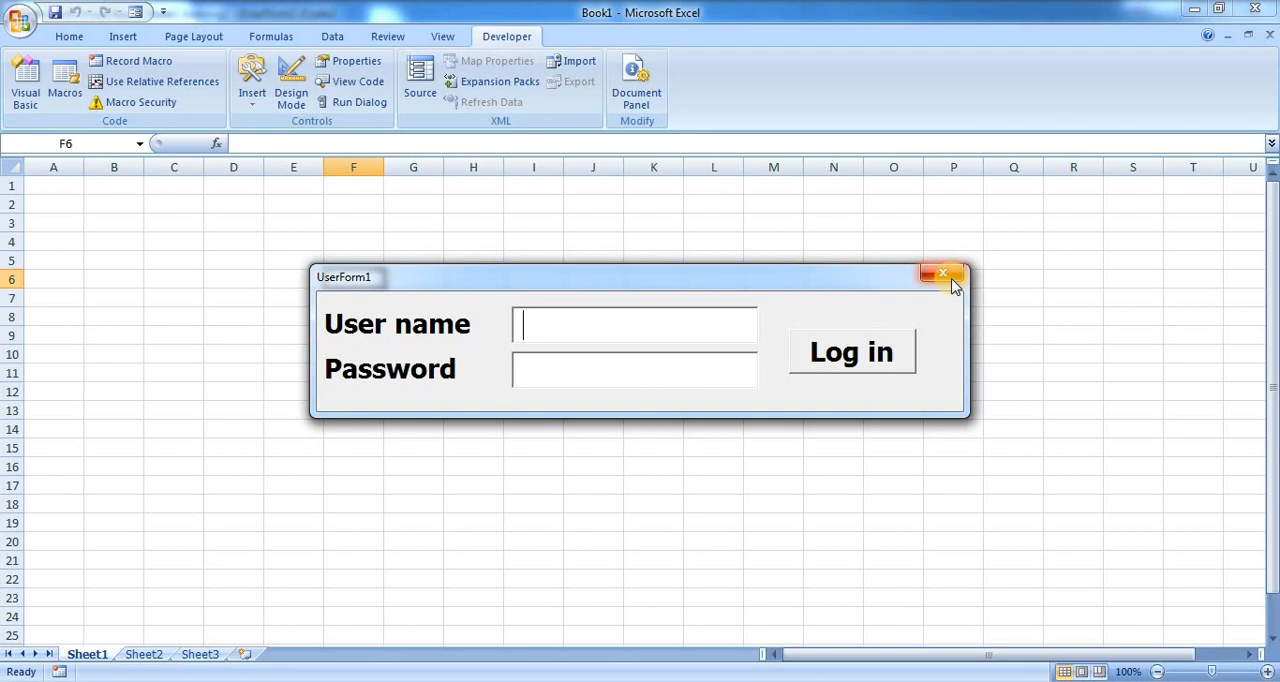 Book1 - Microsoft Excel
Home Insert Page Layout Formulas Data Review View Developer
Visual Basic
Macros
Record Macro
Use Relative References
Macro Security
Code
Insert
Design Mode
Properties
View Code
Run Dialog
Controls
Source
Map Properties
Expansion Packs
Refresh Data
Import
Export
XML
Document Panel
Modify
F6 fx
A B C D E F G H I J K L M N O P Q R S T U
1
2
3
4
5
6
7
8
9
10
11
12
13
14
15
16
17
18
19
20
21
22
23
24
25
UserForm1
User name
Password
Log in
Sheet1 Sheet2 Sheet3
Ready 100%